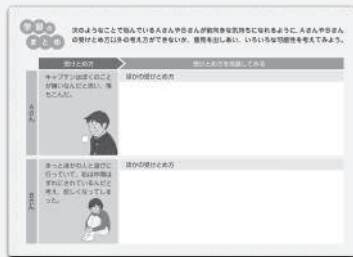 学習のまとめ
次のようなことで悩んでいるAさんやBさんが前向きな気持ちになれるように、AさんやBさん
の受けとめ方以外の考え方ができないか、意見を出しあい、いろいろな可能性を考えてみよう。
受けとめ方
受けとめ方を見直してみる
Aさん
キャプテンはぼくのこと
が嫌いなんだと思い、落
ちこんだ。
ほかの受けとめ方
Bさん
きっとほかの人と遊びに
行っていて、私は仲間は
ずれにされているんだと
考え、悲しくなってしま
った。
ほかの受けとめ方